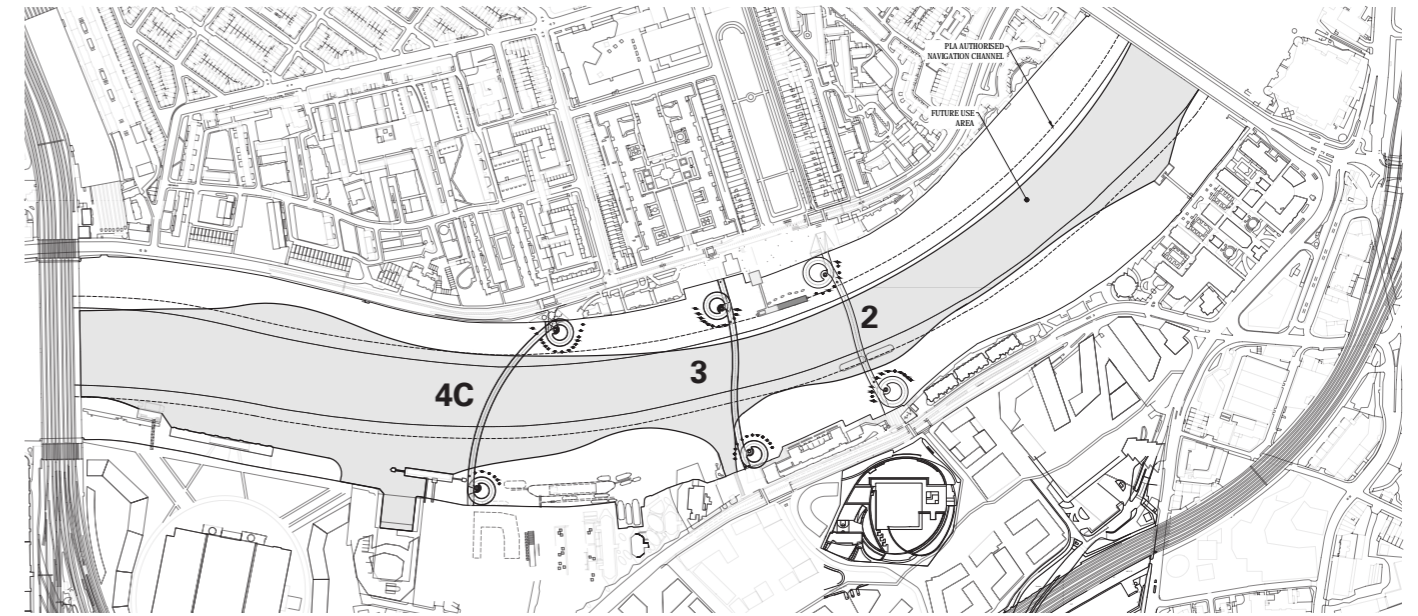 PLA AUTHORISED
NAVIGATION CHANNEL
FUTURE USE
AREA
2
3
4C